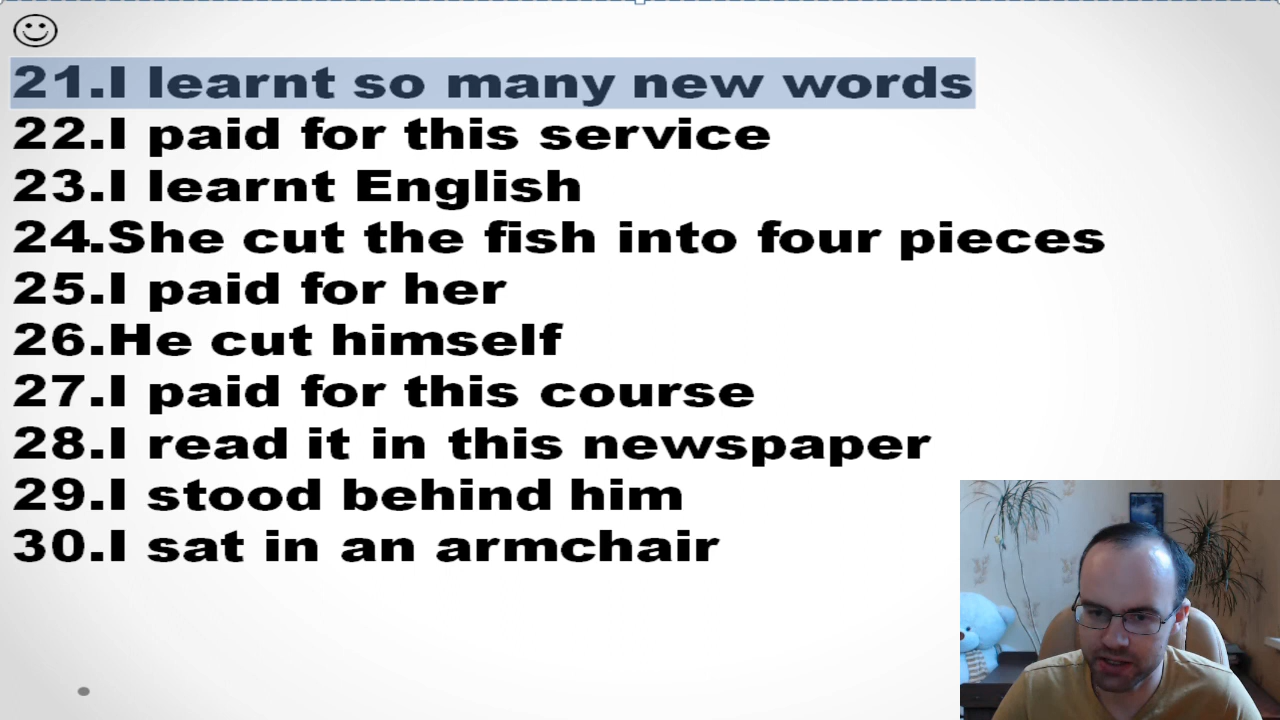 21.I learnt so many new words
22.I paid for this service
23.I learnt English
24.She cut the fish into four pieces
25.I paid for her
26.He cut himself
27.I paid for this course
28.I read it in this newspaper
29.I stood behind him
30.I sat in an armchair